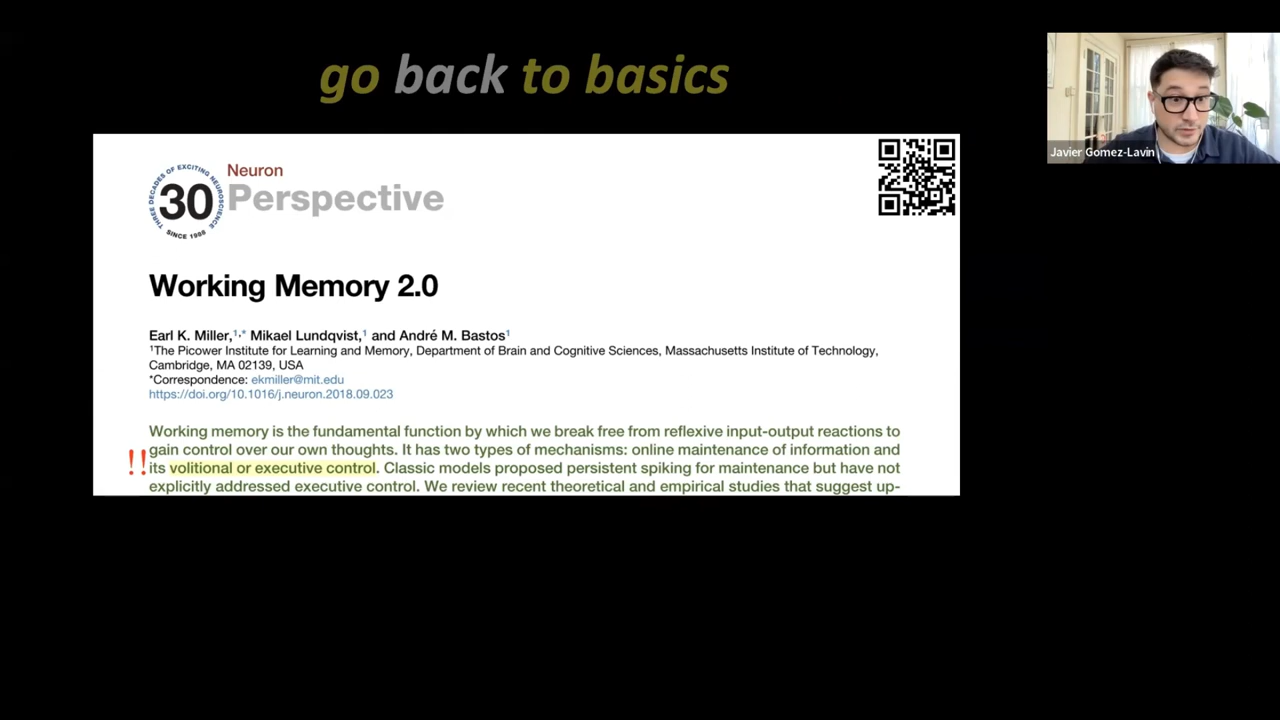 go back to basics
THREE DECADES OF EXCITING NEUROSCIENCE
30
SINCE 1988
Neuron
Perspective
Working Memory 2.0
Earl K. Miller,1,* Mikael Lundqvist,1 and André M. Bastos1
1The Picower Institute for Learning and Memory, Department of Brain and Cognitive Sciences, Massachusetts Institute of Technology,
Cambridge, MA 02139, USA
*Correspondence: ekmiller@mit.edu
https://doi.org/10.1016/j.neuron.2018.09.023
Working memory is the fundamental function by which we break free from reflexive input-output reactions to
gain control over our own thoughts. It has two types of mechanisms: online maintenance of information and
!! its volitional or executive control. Classic models proposed persistent spiking for maintenance but have not
explicitly addressed executive control. We review recent theoretical and empirical studies that suggest up-
Javier Gomez-Lavin